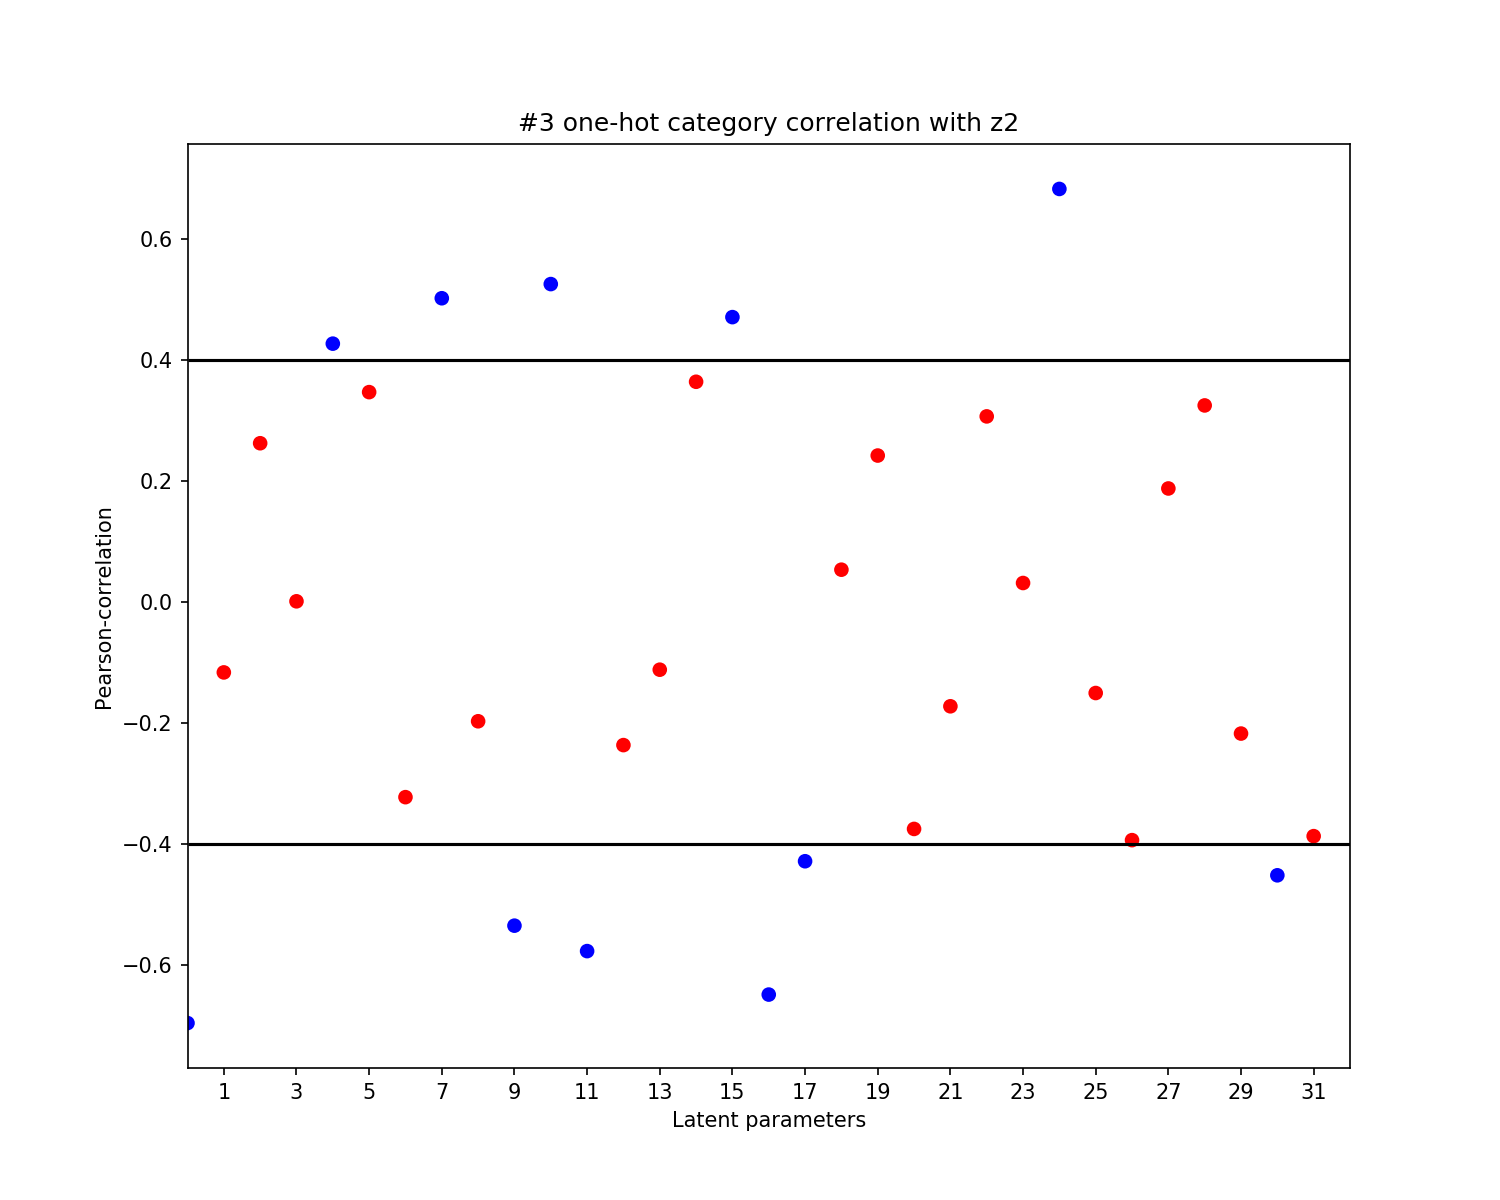 #3 one-hot category correlation with z2
Pearson-correlation
0.6
0.4
0.2
0.0
−0.2
−0.4
−0.6
1 3 5 7 9 11 13 15 17 19 21 23 25 27 29 31
Latent parameters